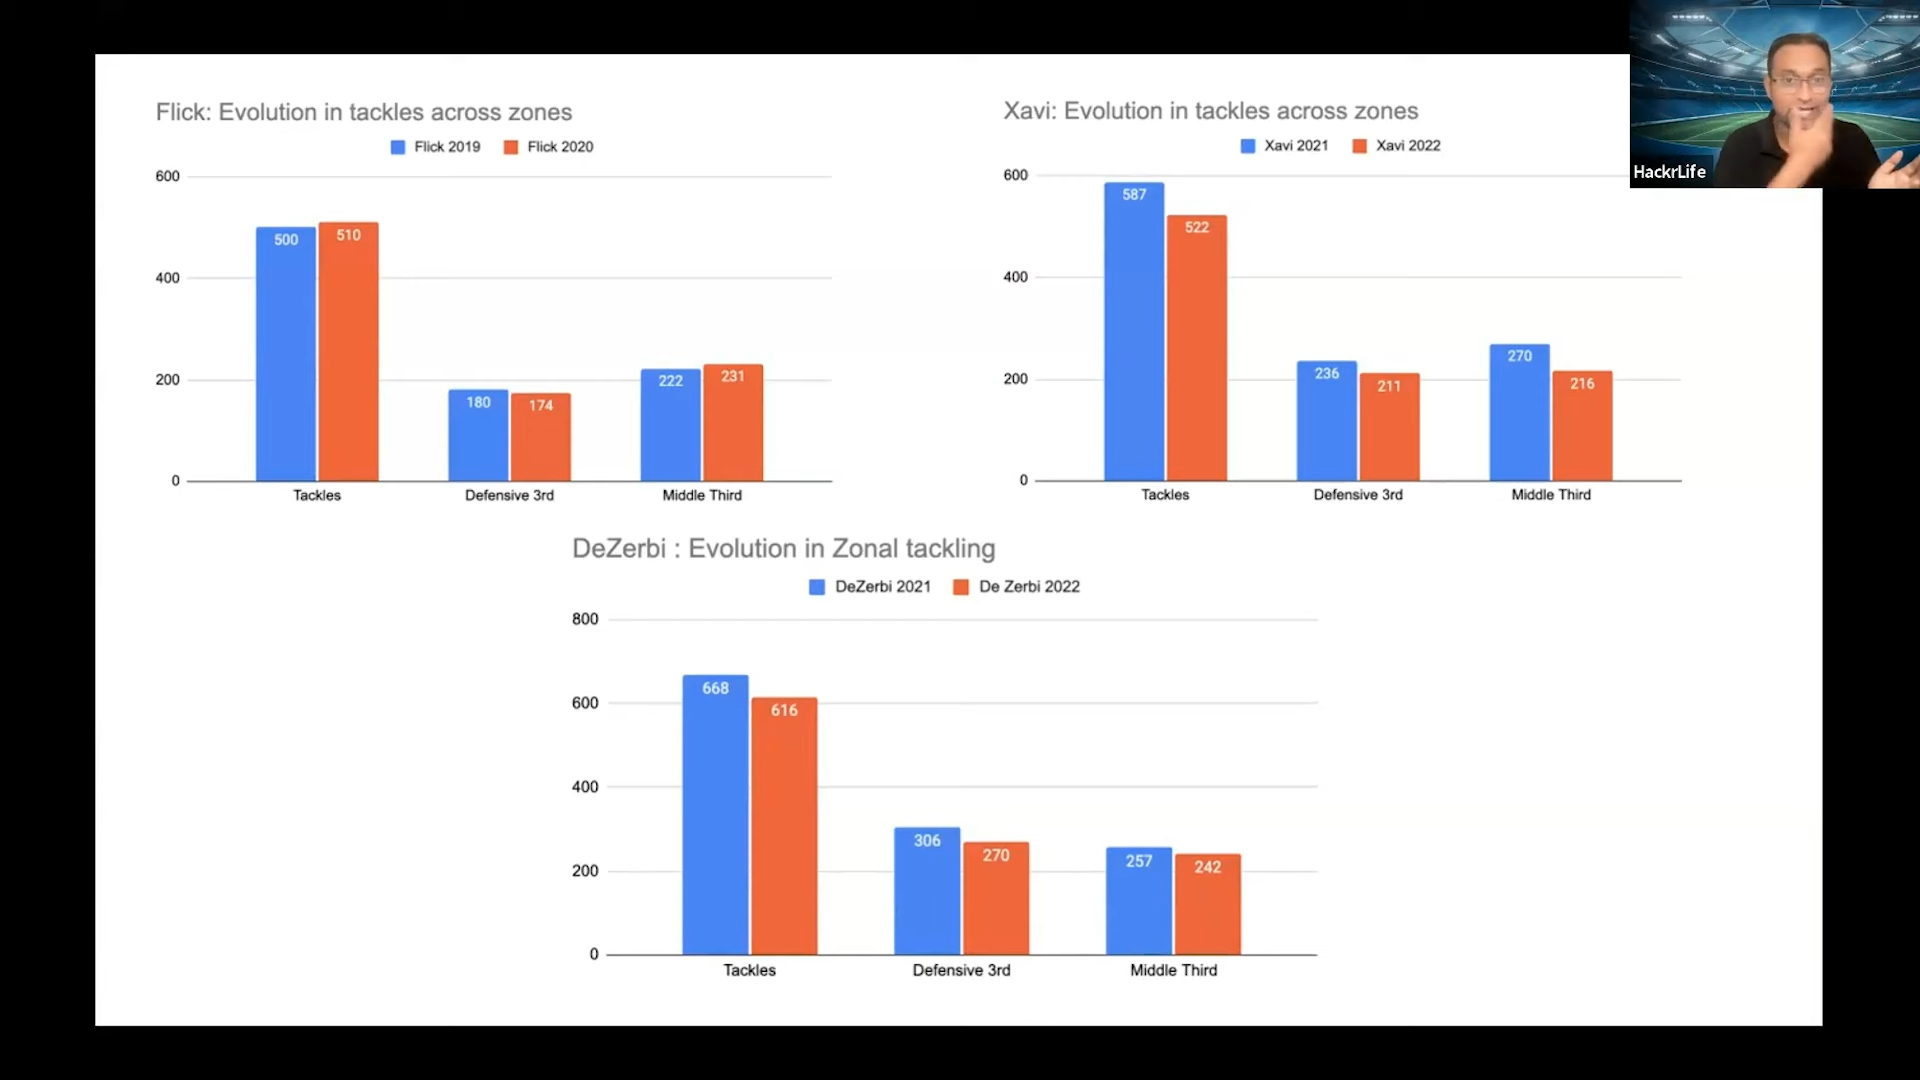 HackrLife
Flick: Evolution in tackles across zones
Flick 2019 Flick 2020
600
400
200
0
500 510
180 174
222 231
Tackles Defensive 3rd Middle Third
Xavi: Evolution in tackles across zones
Xavi 2021 Xavi 2022
600
400
200
0
587 522
236 211
270 216
Tackles Defensive 3rd Middle Third
DeZerbi : Evolution in Zonal tackling
DeZerbi 2021 De Zerbi 2022
800
600
400
200
0
668 616
306 270
257 242
Tackles Defensive 3rd Middle Third